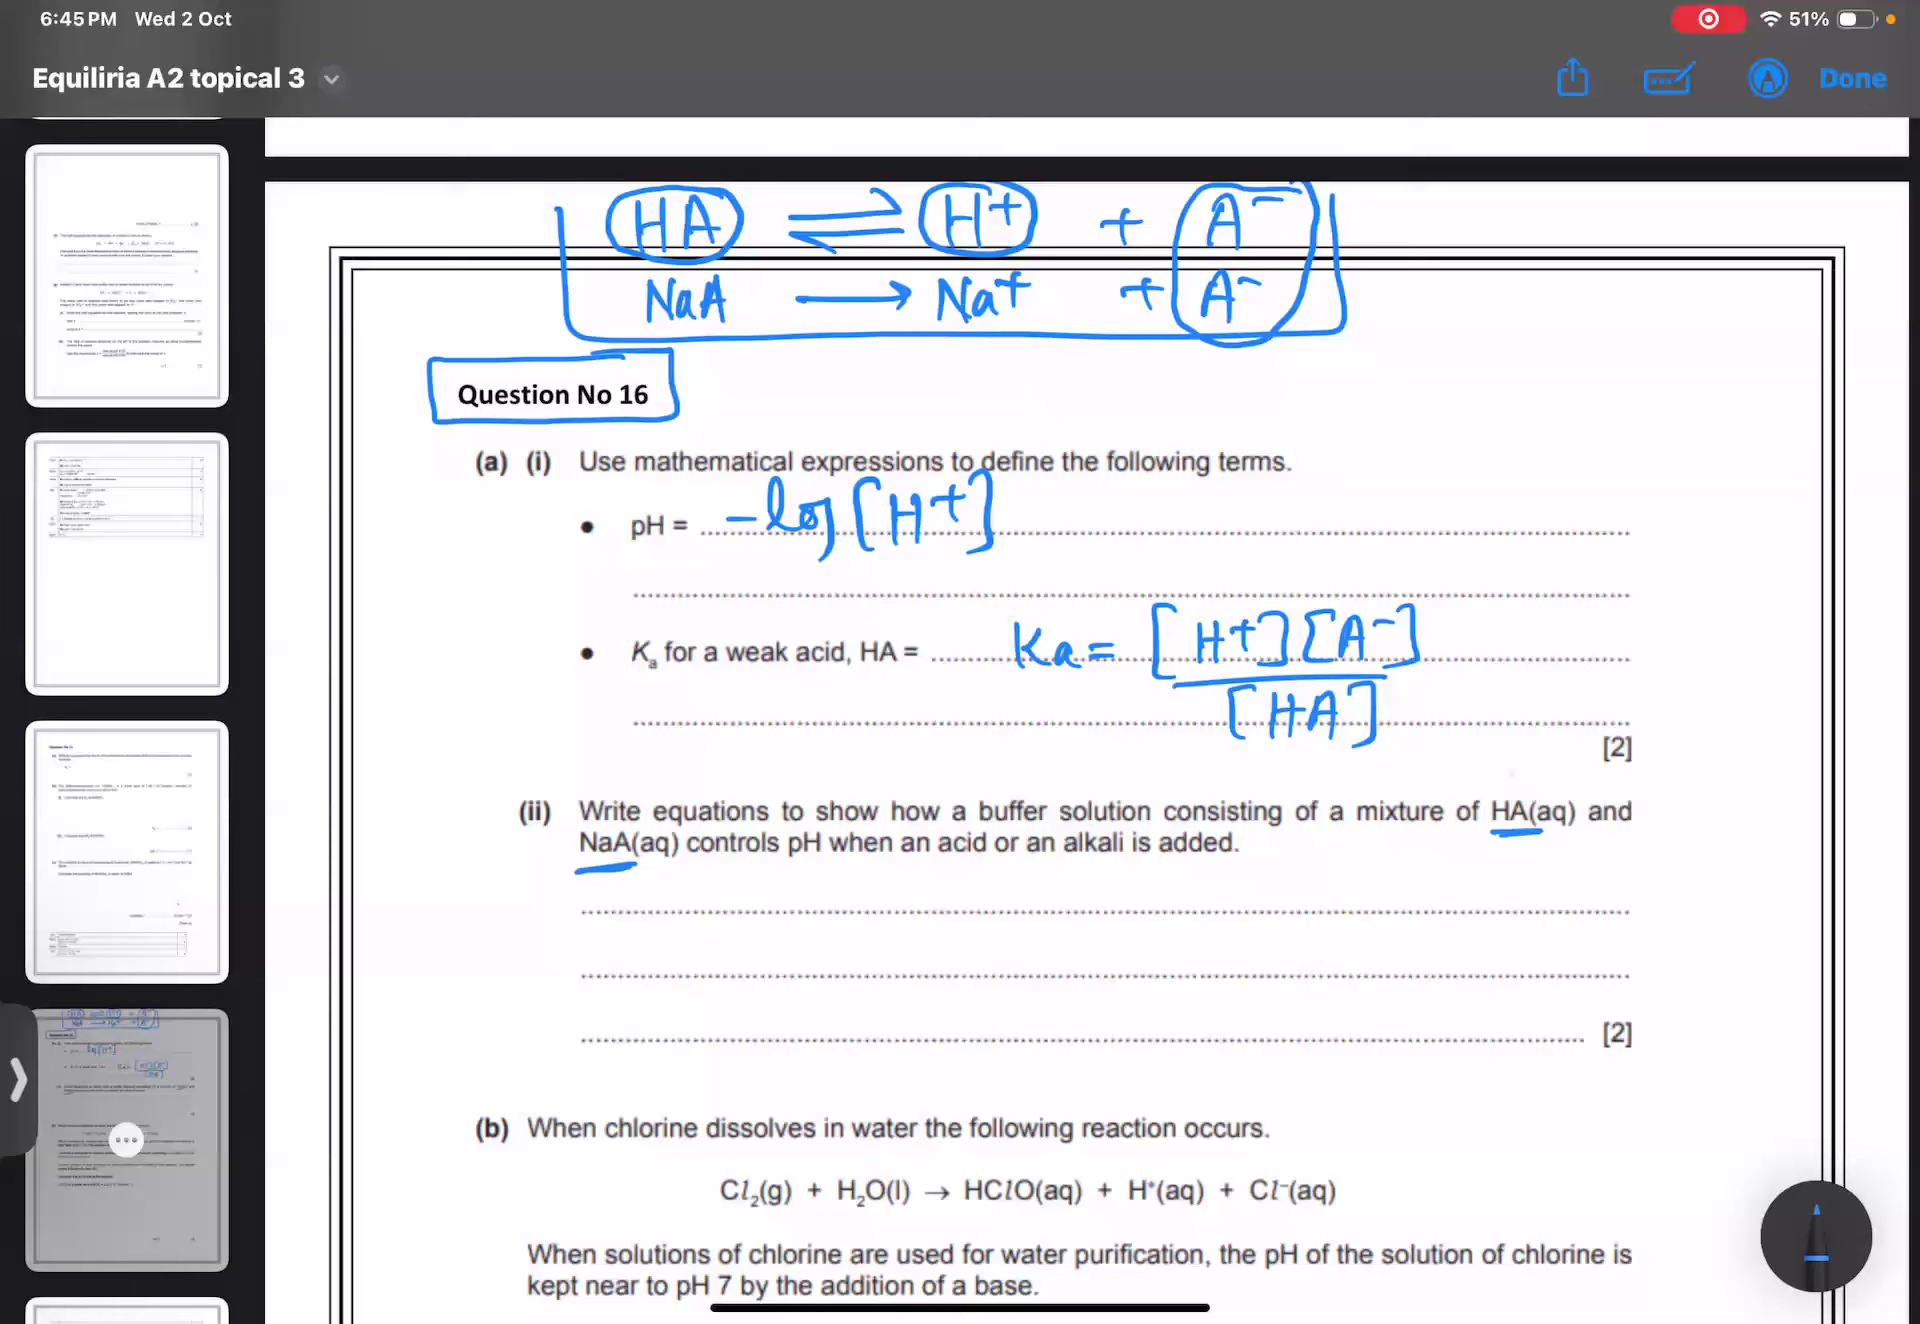 6:45 PM Wed 2 Oct
51%
Equiliria A2 topical 3
Done
HA ⇌ H+ + A-
NaA → Na+ + A-
Question No 16
(a) (i) Use mathematical expressions to define the following terms.
• pH = -log [H+]
• Ka for a weak acid, HA = Ka = [H+][A-]
[HA]
[2]
(ii) Write equations to show how a buffer solution consisting of a mixture of HA(aq) and
NaA(aq) controls pH when an acid or an alkali is added.
[2]
(b) When chlorine dissolves in water the following reaction occurs.
Cl₂(g) + H₂O(l) → HClO(aq) + H⁺(aq) + Cl⁻(aq)
When solutions of chlorine are used for water purification, the pH of the solution of chlorine is
kept near to pH 7 by the addition of a base.